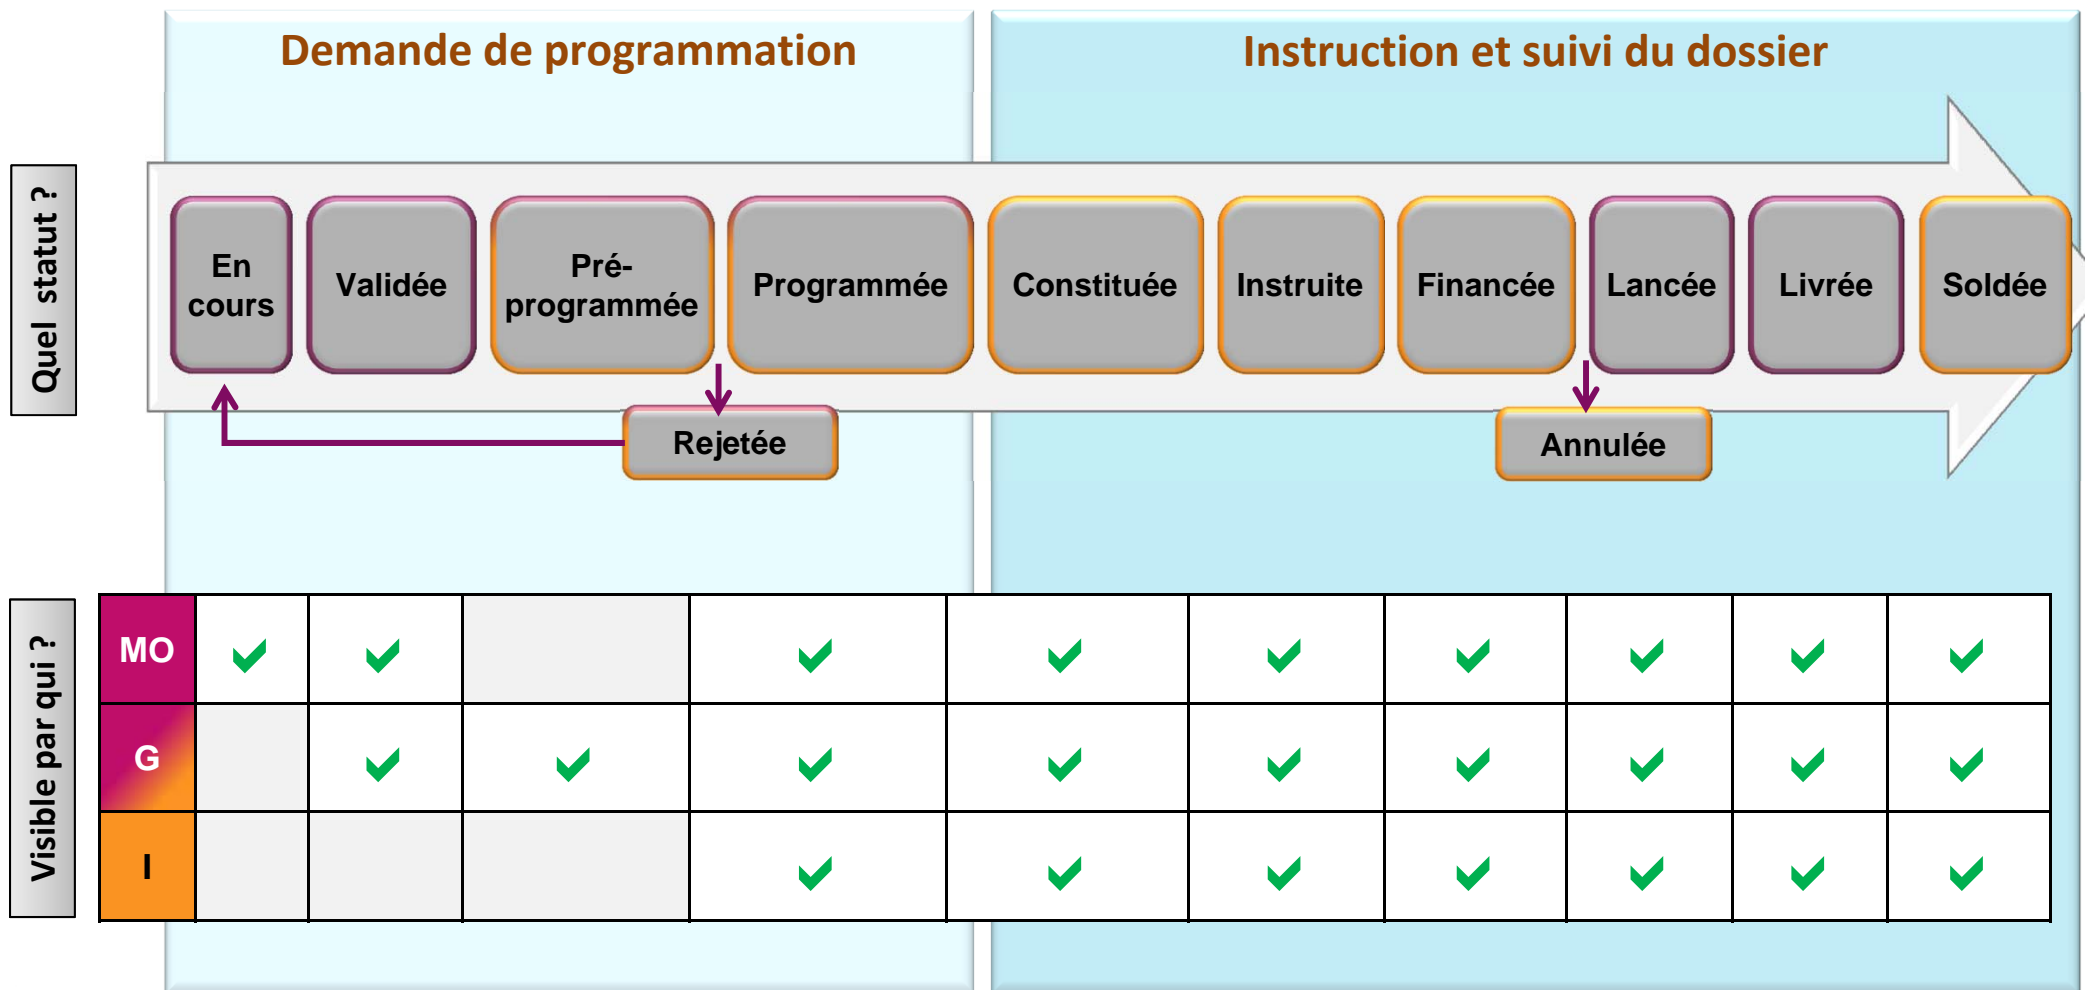 Demande de programmation
Instruction et suivi du dossier
Quel statut ?
En
cours
Validée
Pré-
programmée
Programmée
Constituée
Instruite
Financée
Lancée
Livrée
Soldée
Rejetée
Annulée
Visible par qui ?
MO
G
I